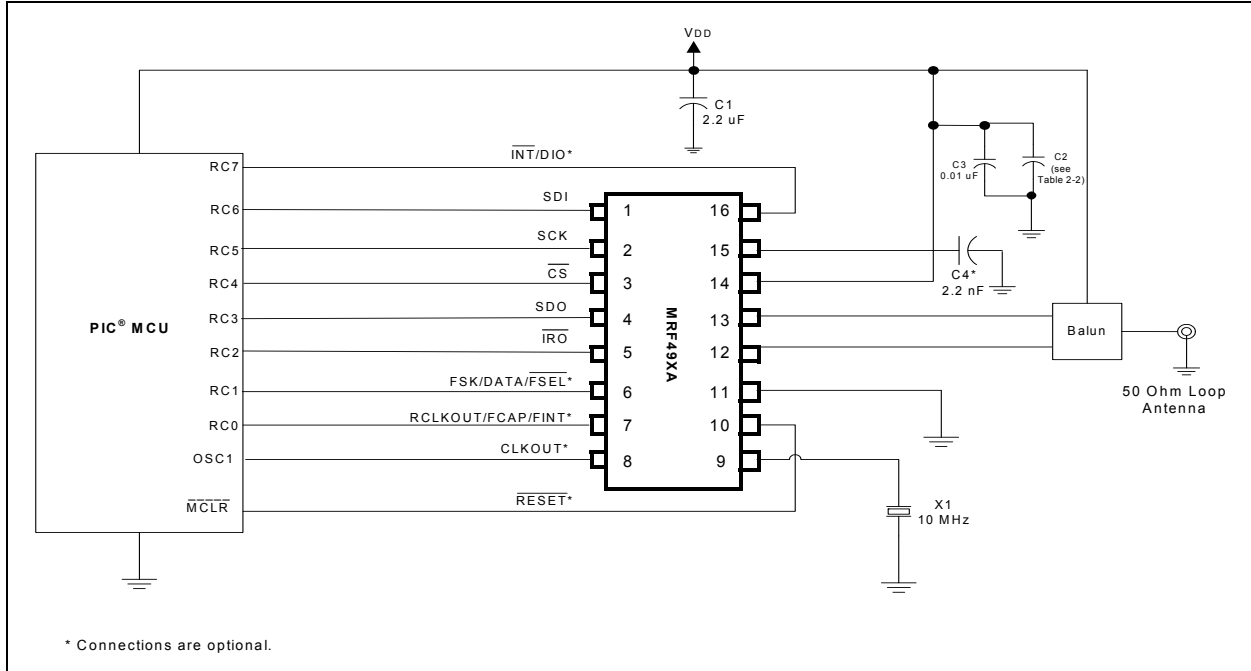 VDD
C1
2.2 uF
C3
0.01 uF
C2
(see
Table 2-2)
RC7
INT/DIO*
RC6
SDI
1
16
RC5
SCK
2
15
C4*
2.2 nF
RC4
CS
3
14
PIC® MCU
RC3
SDO
4
MRF49XA
13
Balun
RC2
IRO
5
12
RC1
FSK/DATA/FSEL*
6
11
50 Ohm Loop
Antenna
RC0
RCLKOUT/FCAP/FINT*
7
10
OSC1
CLKOUT*
8
9
MCLR
RESET*
X1
10 MHz
* Connections are optional.